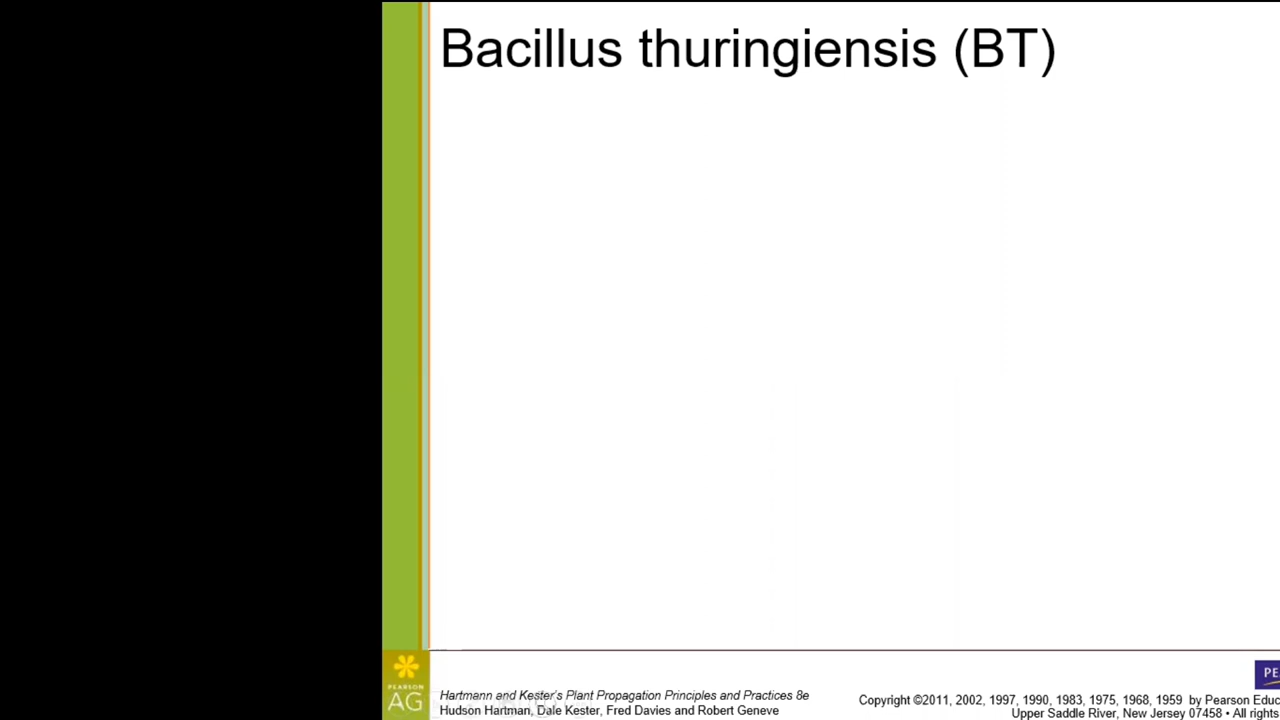 Bacillus thuringiensis (BT)
PE
PEARSON
AG
Hartmann and Kester's Plant Propagation Principles and Practices 8e
Hudson Hartman, Dale Kester, Fred Davies and Robert Geneve
Copyright ©2011, 2002, 1997, 1990, 1983, 1975, 1968, 1959 by Pearson Educ
Upper Saddle River, New Jersey 07458 • All rights